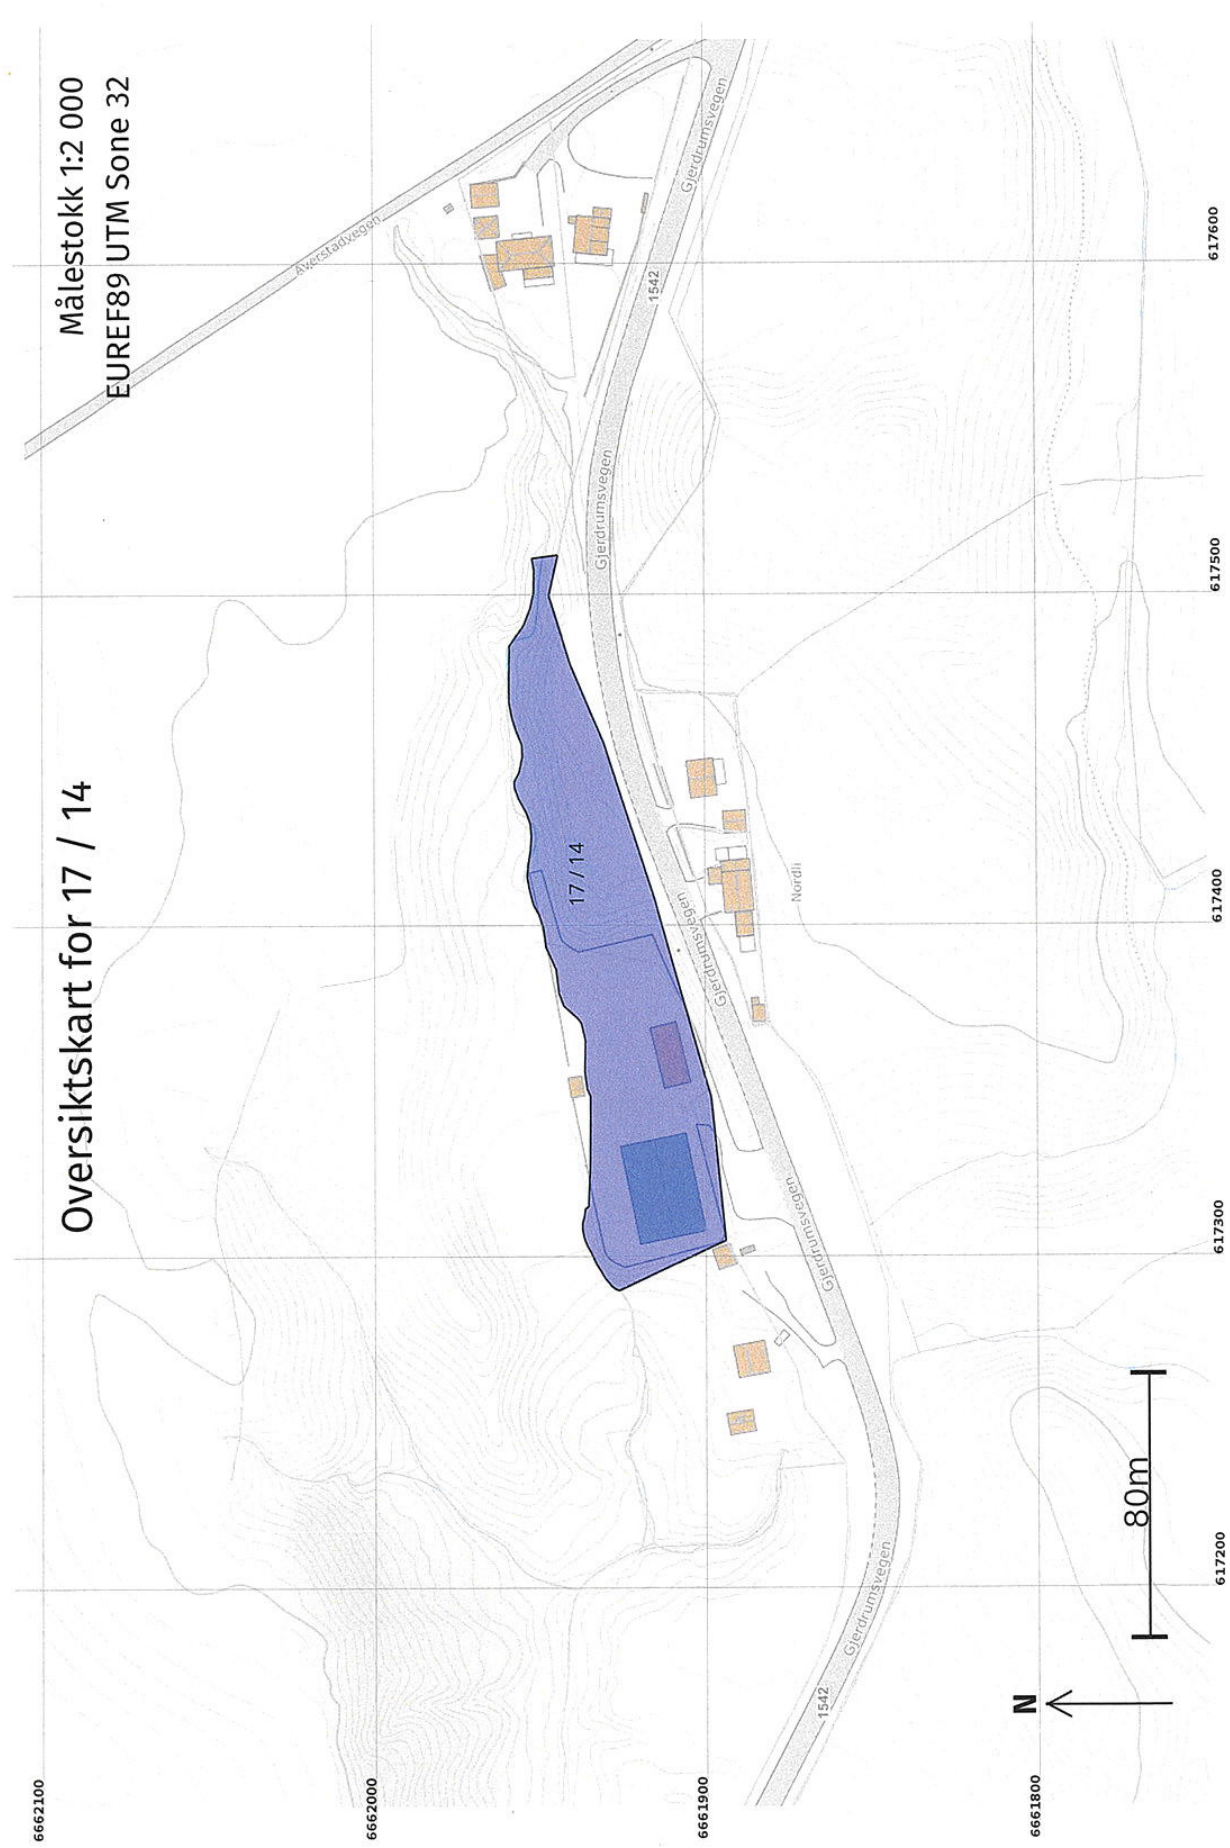 Oversiktskart for 17 / 14
Målestokk 1:2 000
EUREF89 UTM Sone 32
6662100
6662000
6661900
6661800
Averstadvegen
Gjerdrumsvegen
1542
Gjerdrumsvegen
17/14
Gjerdrumsvegen
Nordli
Gjerdrumsvegen
Gjerdrumsvegen
1542
N
80m
617200
617300
617400
617500
617600